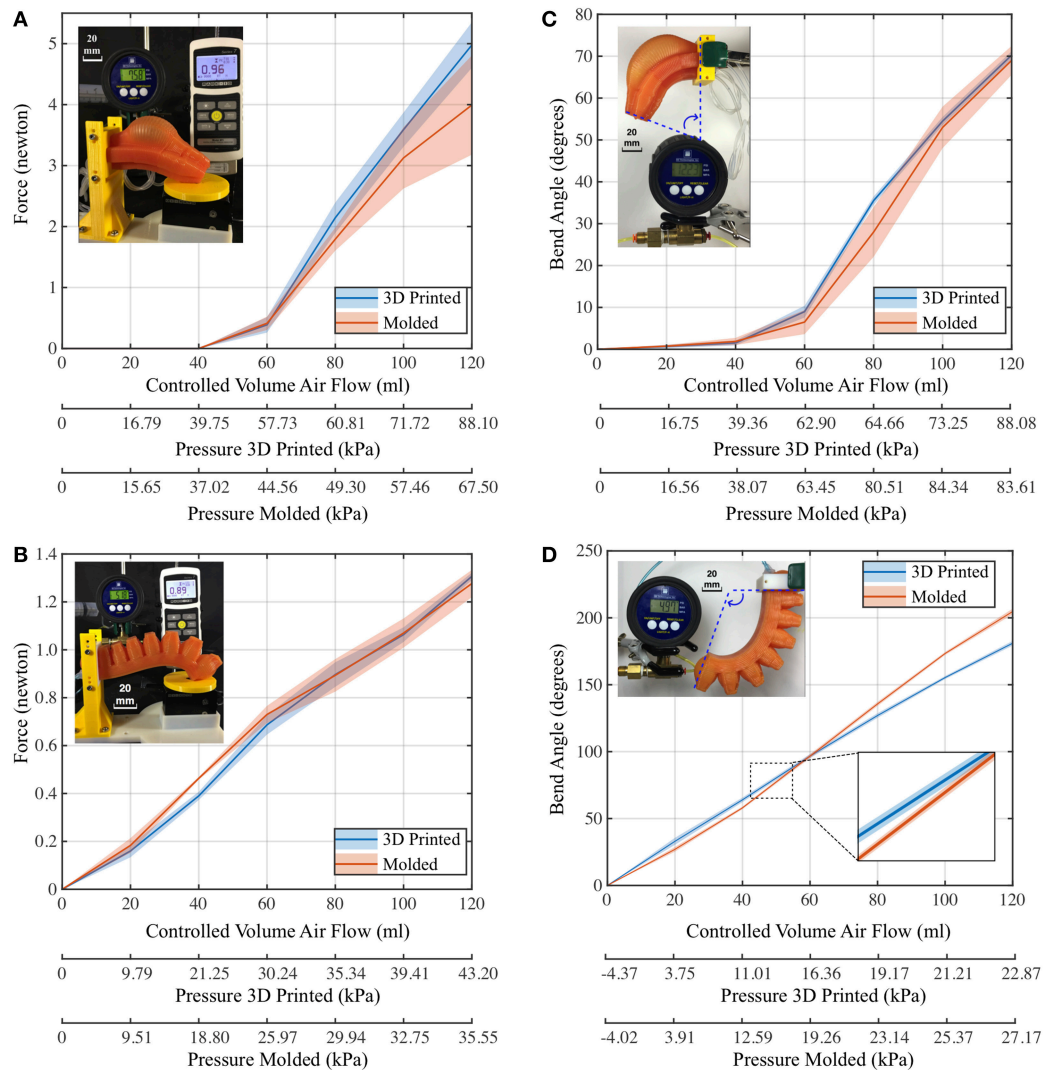 A
Force (newton)
5
4
3
2
1
0
20
mm
0.96
3D Printed
Molded
0 20 40 60 80 100 120
Controlled Volume Air Flow (ml)
0 16.79 39.75 57.73 60.81 71.72 88.10
Pressure 3D Printed (kPa)
0 15.65 37.02 44.56 49.30 57.46 67.50
Pressure Molded (kPa)
C
Bend Angle (degrees)
80
70
60
50
40
30
20
10
0
20
mm
3D Printed
Molded
0 20 40 60 80 100 120
Controlled Volume Air Flow (ml)
0 16.75 39.36 62.90 64.66 73.25 88.08
Pressure 3D Printed (kPa)
0 16.56 38.07 63.45 80.51 84.34 83.61
Pressure Molded (kPa)
B
Force (newton)
1.4
1.2
1.0
0.8
0.6
0.4
0.2
0
0.89
20
mm
3D Printed
Molded
0 20 40 60 80 100 120
Controlled Volume Air Flow (ml)
0 9.79 21.25 30.24 35.34 39.41 43.20
Pressure 3D Printed (kPa)
0 9.51 18.80 25.97 29.94 32.75 35.55
Pressure Molded (kPa)
D
Bend Angle (degrees)
250
200
150
100
50
0
20
mm
3D Printed
Molded
0 20 40 60 80 100 120
Controlled Volume Air Flow (ml)
-4.37 3.75 11.01 16.36 19.17 21.21 22.87
Pressure 3D Printed (kPa)
-4.02 3.91 12.59 19.26 23.14 25.37 27.17
Pressure Molded (kPa)